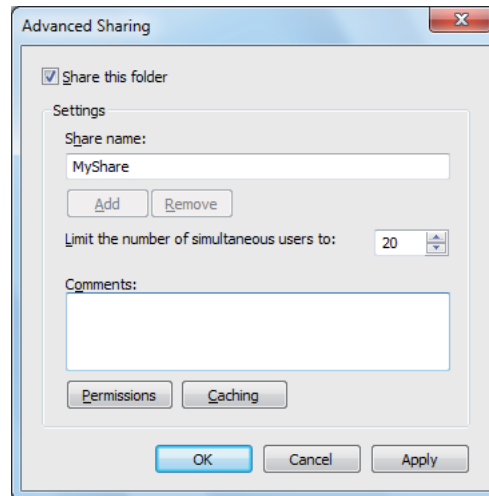 Advanced Sharing
Share this folder
Settings
Share name:
MyShare
Add Remove
Limit the number of simultaneous users to: 20
Comments:
Permissions Caching
OK Cancel Apply